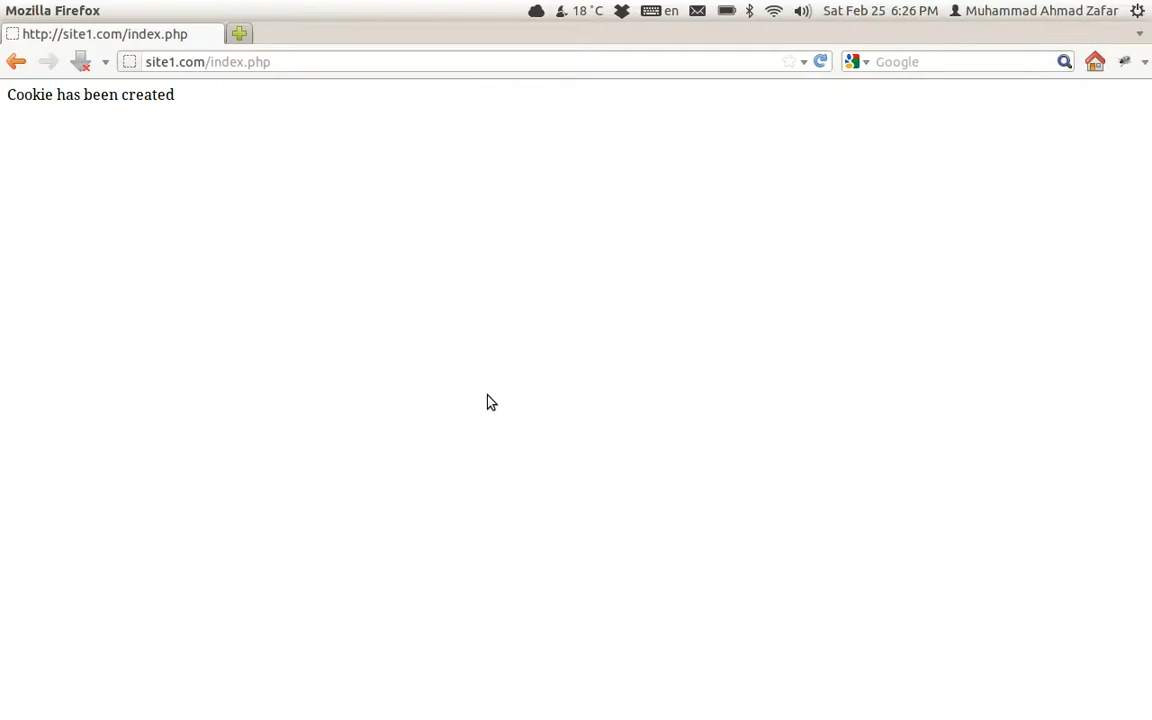 Mozilla Firefox
18°C
en
Sat Feb 25 6:26 PM
Muhammad Ahmad Zafar
http://site1.com/index.php
site1.com/index.php
Google
Cookie has been created